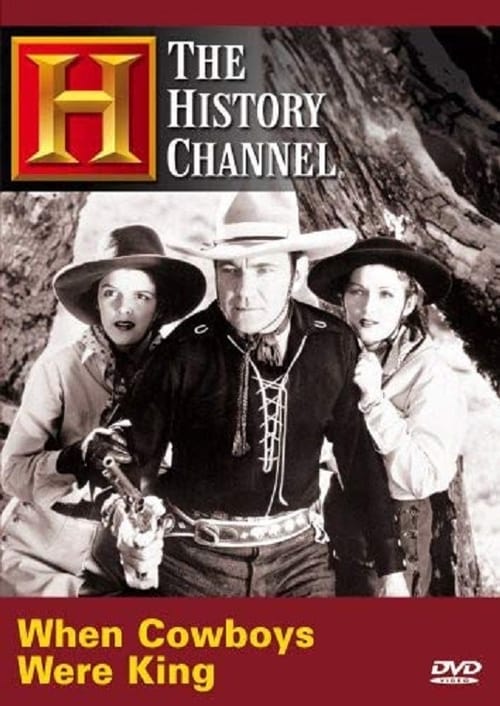 H
THE
HISTORY
CHANNEL
When Cowboys
Were King
DVD
VIDEO